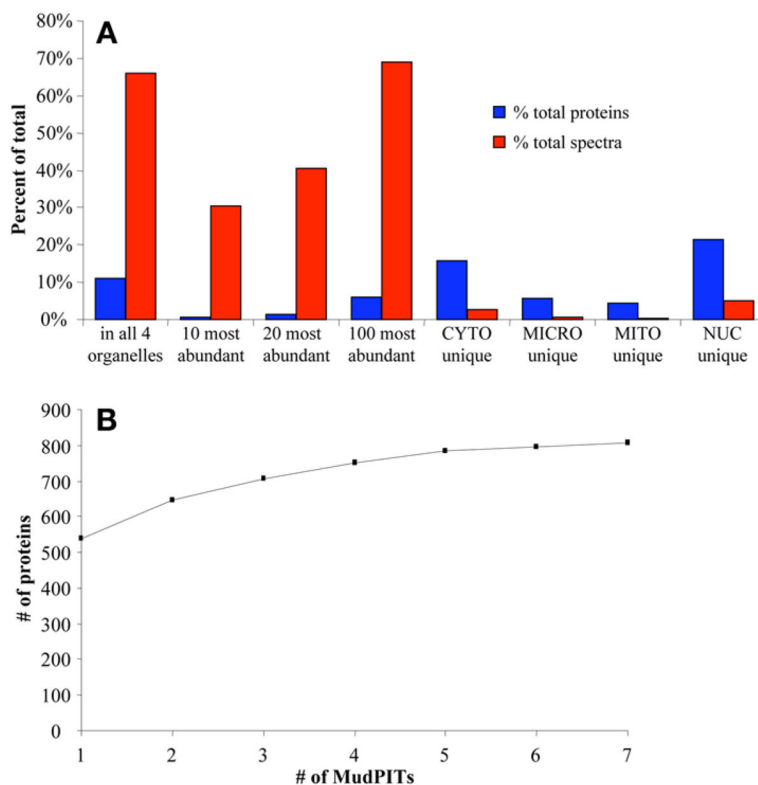 A
80%
70%
60%
50%
40%
30%
20%
10%
0%
Percent of total
% total proteins
% total spectra
in all 4 organelles
10 most abundant
20 most abundant
100 most abundant
CYTO unique
MICRO unique
MITO unique
NUC unique
B
900
800
700
600
500
400
300
200
100
0
# of proteins
1 2 3 4 5 6 7
# of MudPITs